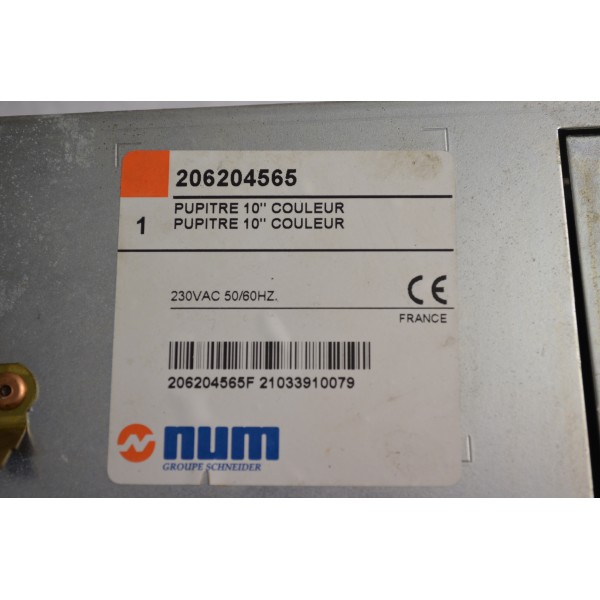 206204565
1
PUPITRE 10" COULEUR
PUPITRE 10" COULEUR
230VAC 50/60HZ.
CE
FRANCE
206204565F 21033910079
num
GROUPE SCHNEIDER